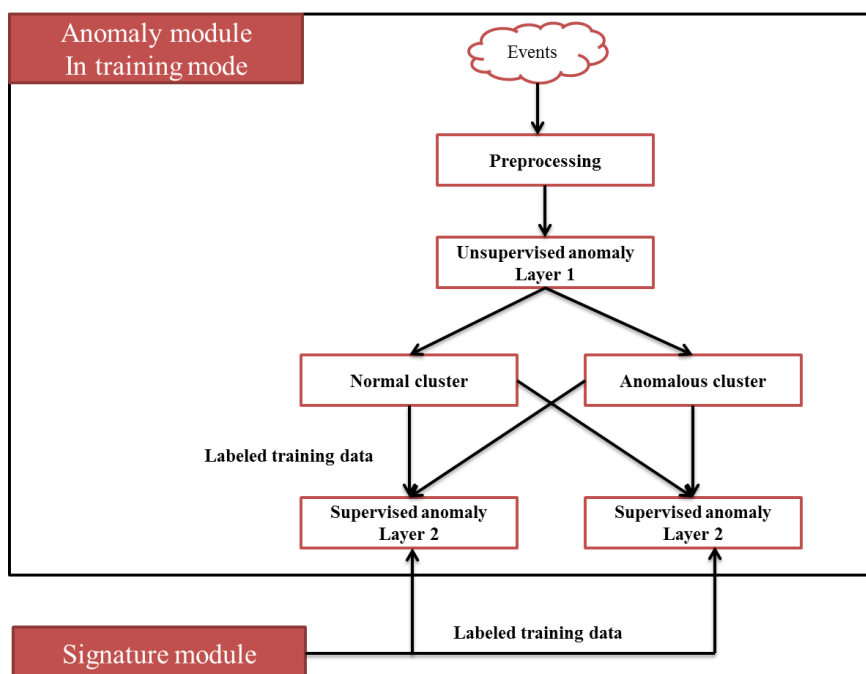 Anomaly module
In training mode
Events
Preprocessing
Unsupervised anomaly
Layer 1
Normal cluster
Anomalous cluster
Labeled training data
Supervised anomaly
Layer 2
Supervised anomaly
Layer 2
Labeled training data
Signature module